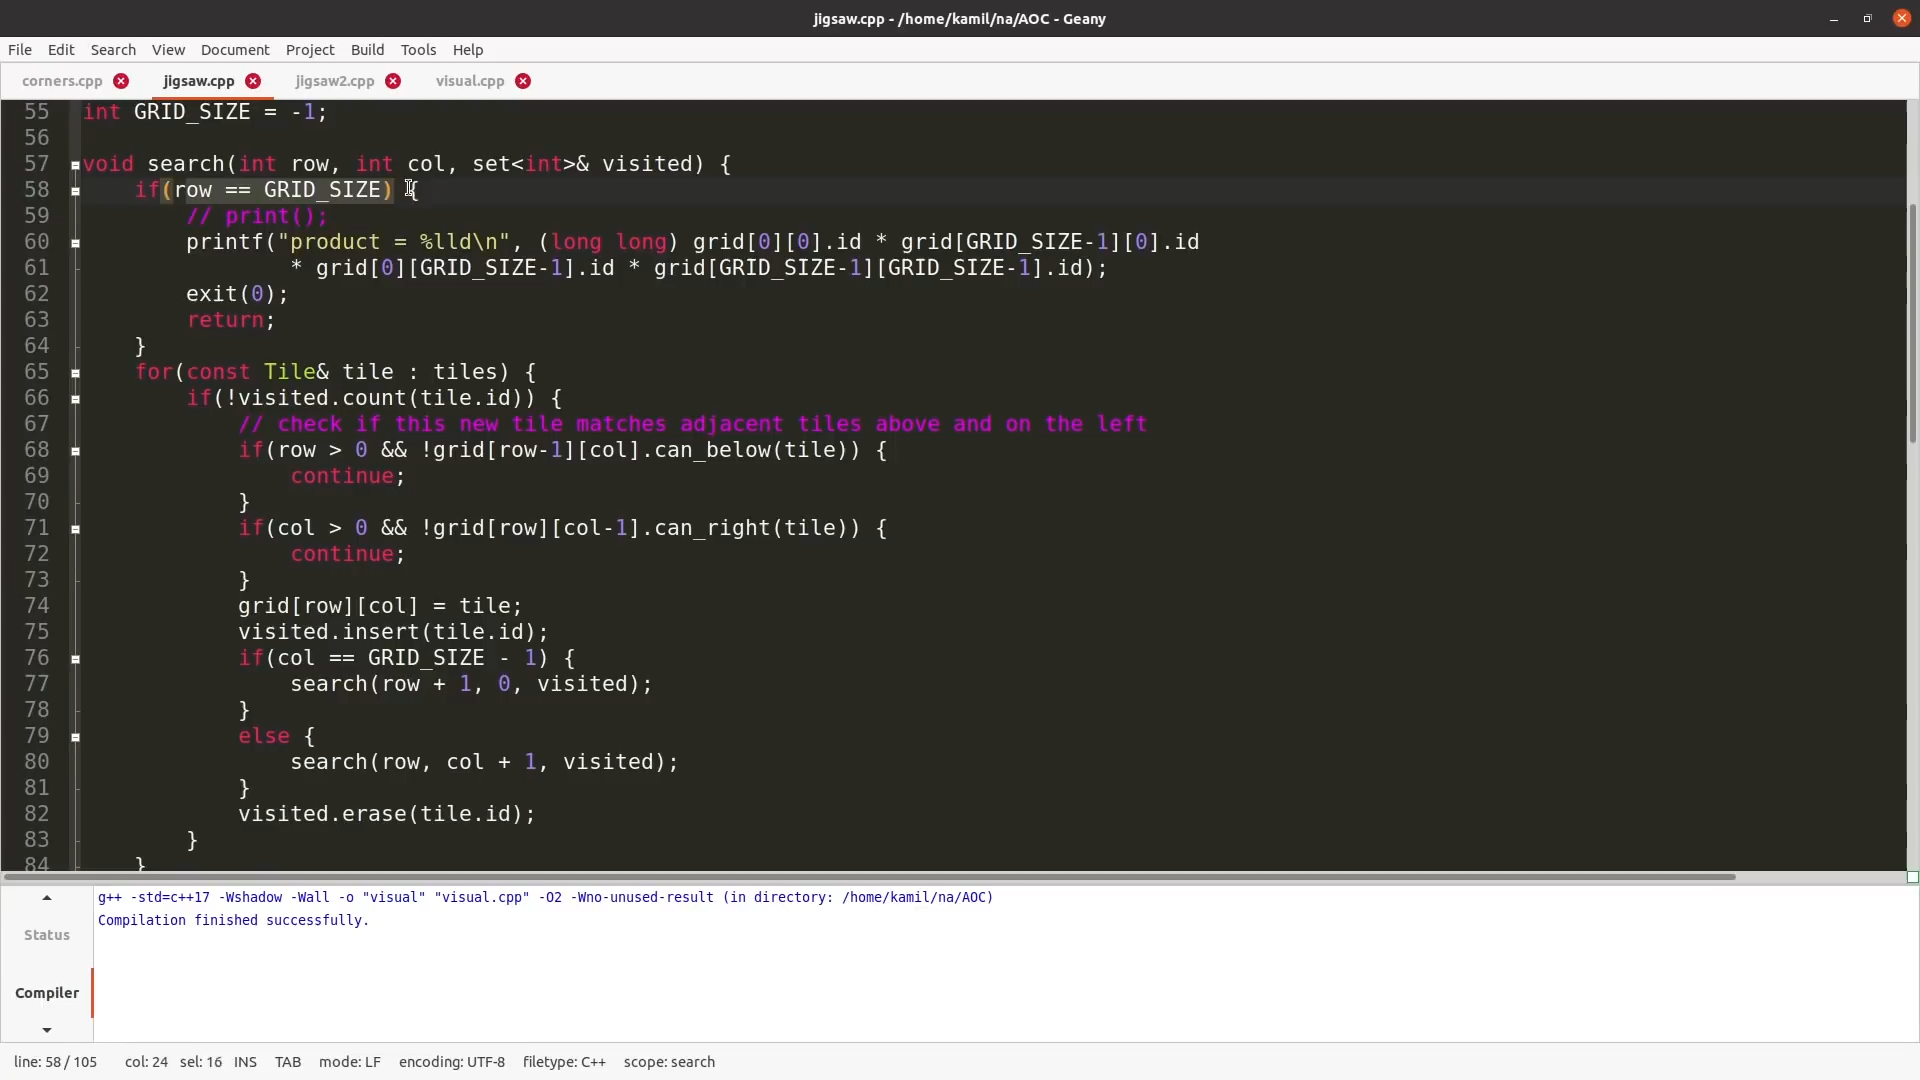 jigsaw.cpp - /home/kamil/na/AOC - Geany
File Edit Search View Document Project Build Tools Help
corners.cpp jigsaw.cpp jigsaw2.cpp visual.cpp
55 int GRID_SIZE = -1;
56
57 void search(int row, int col, set<int>& visited) {
58 if(row == GRID_SIZE) {
59 // print();
60 printf("product = %lld\n", (long long) grid[0][0].id * grid[GRID_SIZE-1][0].id
61 * grid[0][GRID_SIZE-1].id * grid[GRID_SIZE-1][GRID_SIZE-1].id);
62 exit(0);
63 return;
64 }
65 for(const Tile& tile : tiles) {
66 if(!visited.count(tile.id)) {
67 // check if this new tile matches adjacent tiles above and on the left
68 if(row > 0 && !grid[row-1][col].can_below(tile)) {
69 continue;
70 }
71 if(col > 0 && !grid[row][col-1].can_right(tile)) {
72 continue;
73 }
74 grid[row][col] = tile;
75 visited.insert(tile.id);
76 if(col == GRID_SIZE - 1) {
77 search(row + 1, 0, visited);
78 }
79 else {
80 search(row, col + 1, visited);
81 }
82 visited.erase(tile.id);
83 }
84 }
g++ -std=c++17 -Wshadow -Wall -o "visual" "visual.cpp" -O2 -Wno-unused-result (in directory: /home/kamil/na/AOC)
Compilation finished successfully.
Status
Compiler
line: 58 / 105 col: 24 sel: 16 INS TAB mode: LF encoding: UTF-8 filetype: C++ scope: search